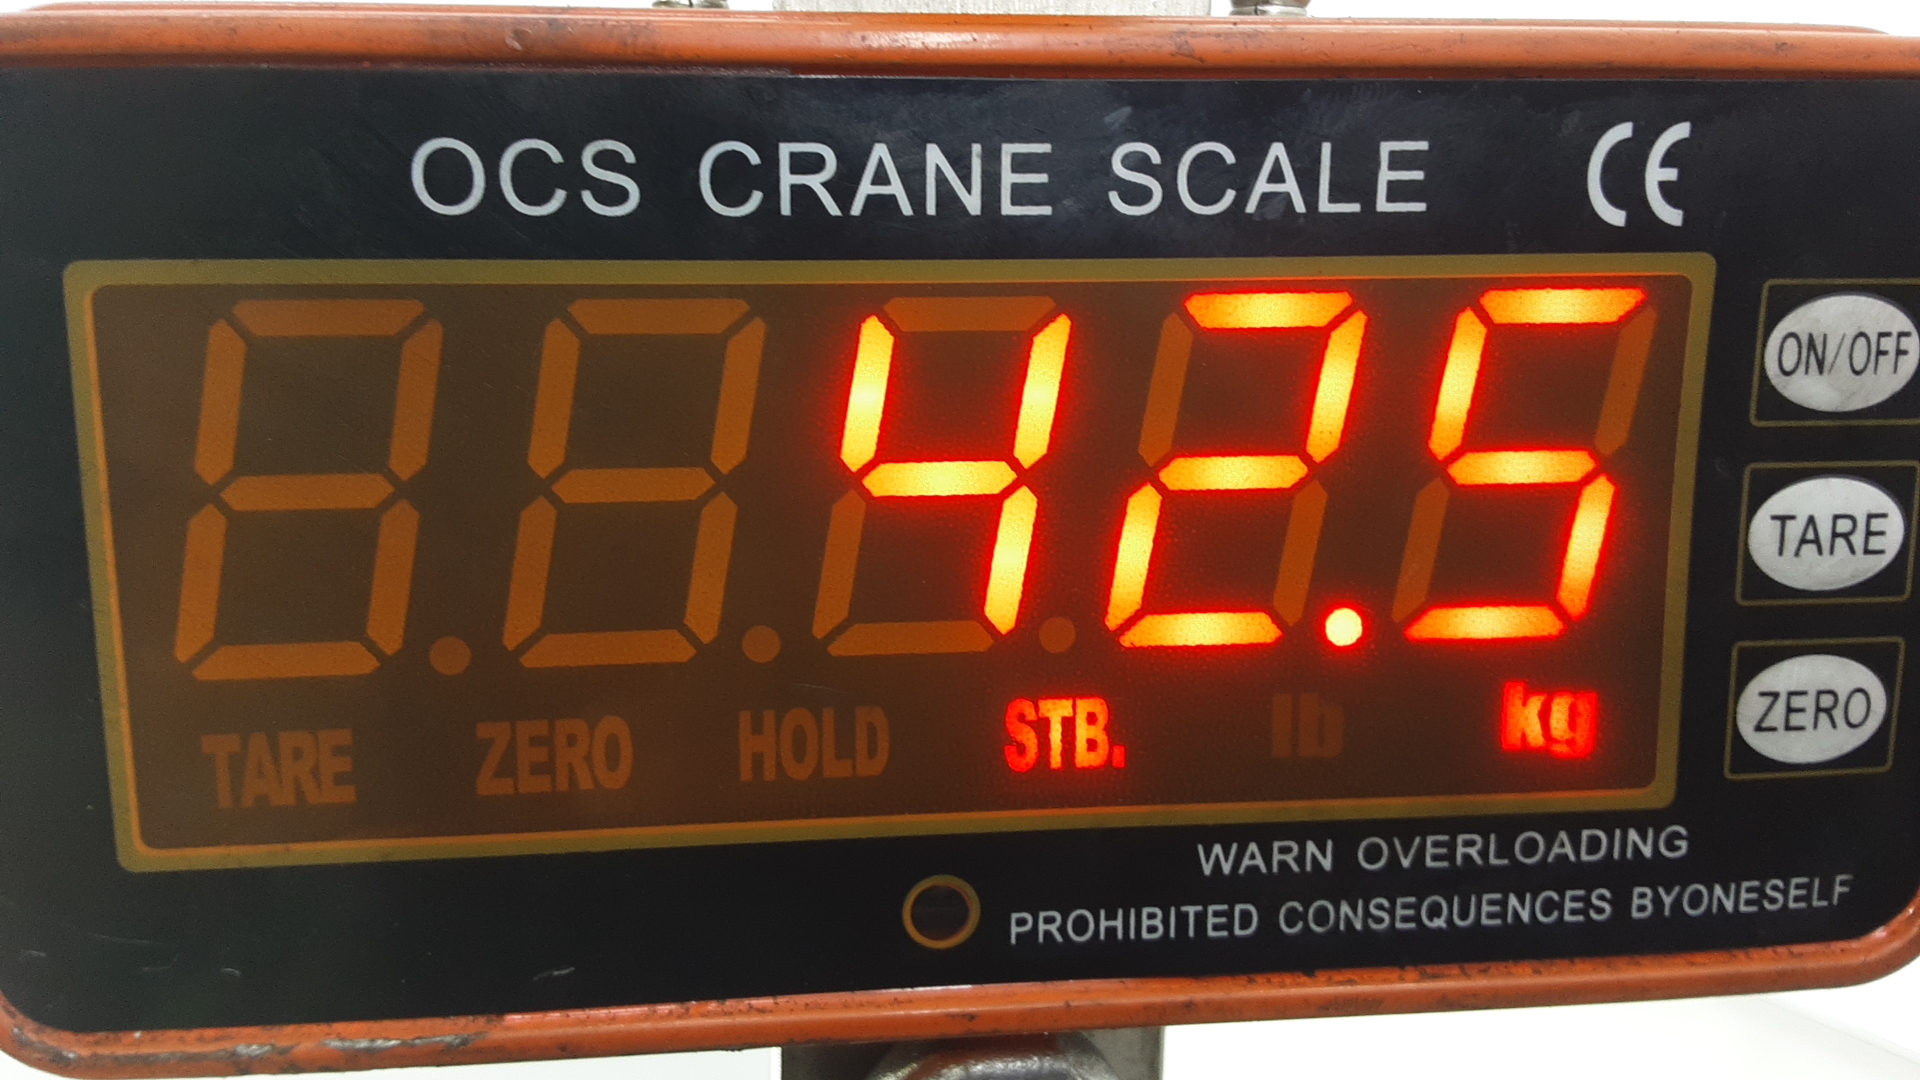 OCS CRANE SCALE CE
42.5
TARE ZERO HOLD STB. lb kg
ON/OFF
TARE
ZERO
WARN OVERLOADING
PROHIBITED CONSEQUENCES BYONESELF